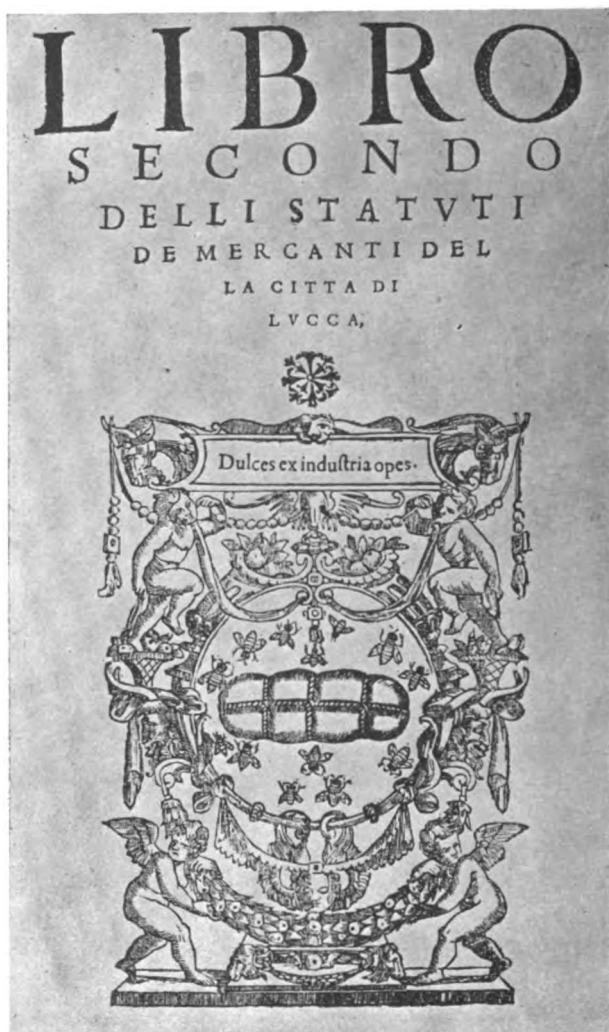 LIBRO
SECONDO
DELLI STATVTI
DE MERCANTI DEL
LA CITTA DI
LVCCA,
Dulces ex induſtria opes.